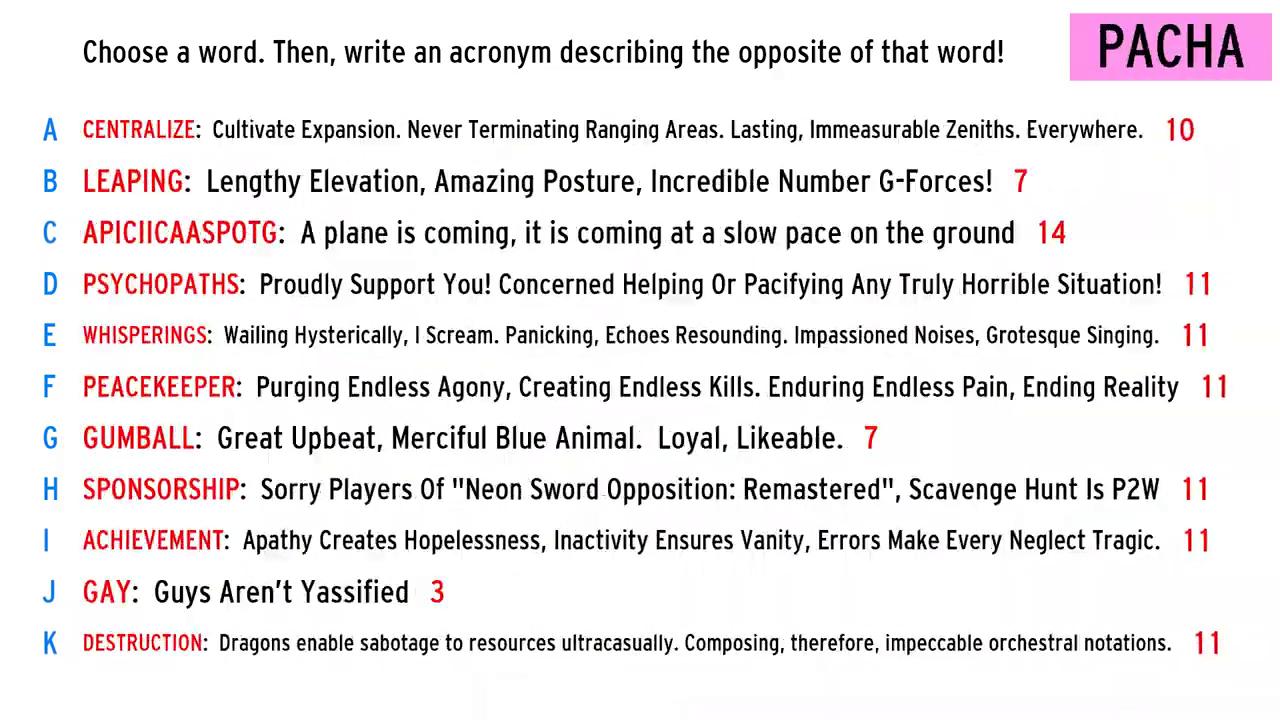 Choose a word. Then, write an acronym describing the opposite of that word!
PACHA
A CENTRALIZE: Cultivate Expansion. Never Terminating Ranging Areas. Lasting, Immeasurable Zeniths. Everywhere. 10
B LEAPING: Lengthy Elevation, Amazing Posture, Incredible Number G-Forces! 7
C APICIICAASPOTG: A plane is coming, it is coming at a slow pace on the ground 14
D PSYCHOPATHS: Proudly Support You! Concerned Helping Or Pacifying Any Truly Horrible Situation! 11
E WHISPERINGS: Wailing Hysterically, I Scream. Panicking, Echoes Resounding. Impassioned Noises, Grotesque Singing. 11
F PEACEKEEPER: Purging Endless Agony, Creating Endless Kills. Enduring Endless Pain, Ending Reality 11
G GUMBALL: Great Upbeat, Merciful Blue Animal. Loyal, Likeable. 7
H SPONSORSHIP: Sorry Players Of "Neon Sword Opposition: Remastered", Scavenge Hunt Is P2W 11
I ACHIEVEMENT: Apathy Creates Hopelessness, Inactivity Ensures Vanity, Errors Make Every Neglect Tragic. 11
J GAY: Guys Aren't Yassified 3
K DESTRUCTION: Dragons enable sabotage to resources ultracasually. Composing, therefore, impeccable orchestral notations. 11